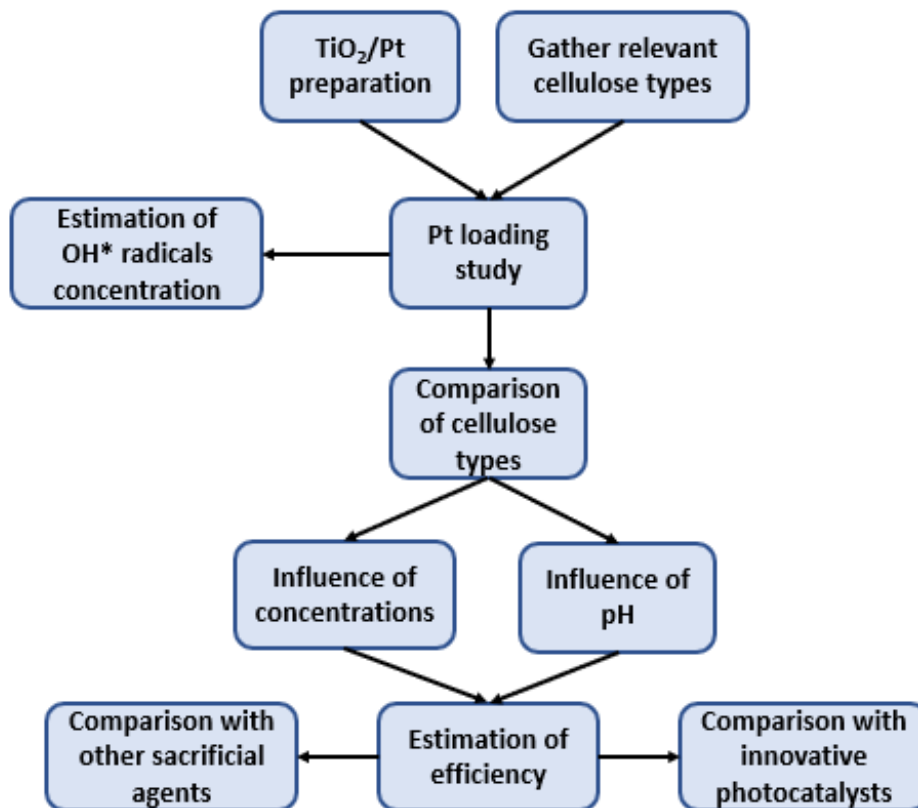 TiO₂/Pt
preparation
Gather relevant
cellulose types
Estimation of
OH* radicals
concentration
Pt loading
study
Comparison
of cellulose
types
Influence of
concentrations
Influence of
pH
Comparison with
other sacrificial
agents
Estimation of
efficiency
Comparison with
innovative
photocatalysts